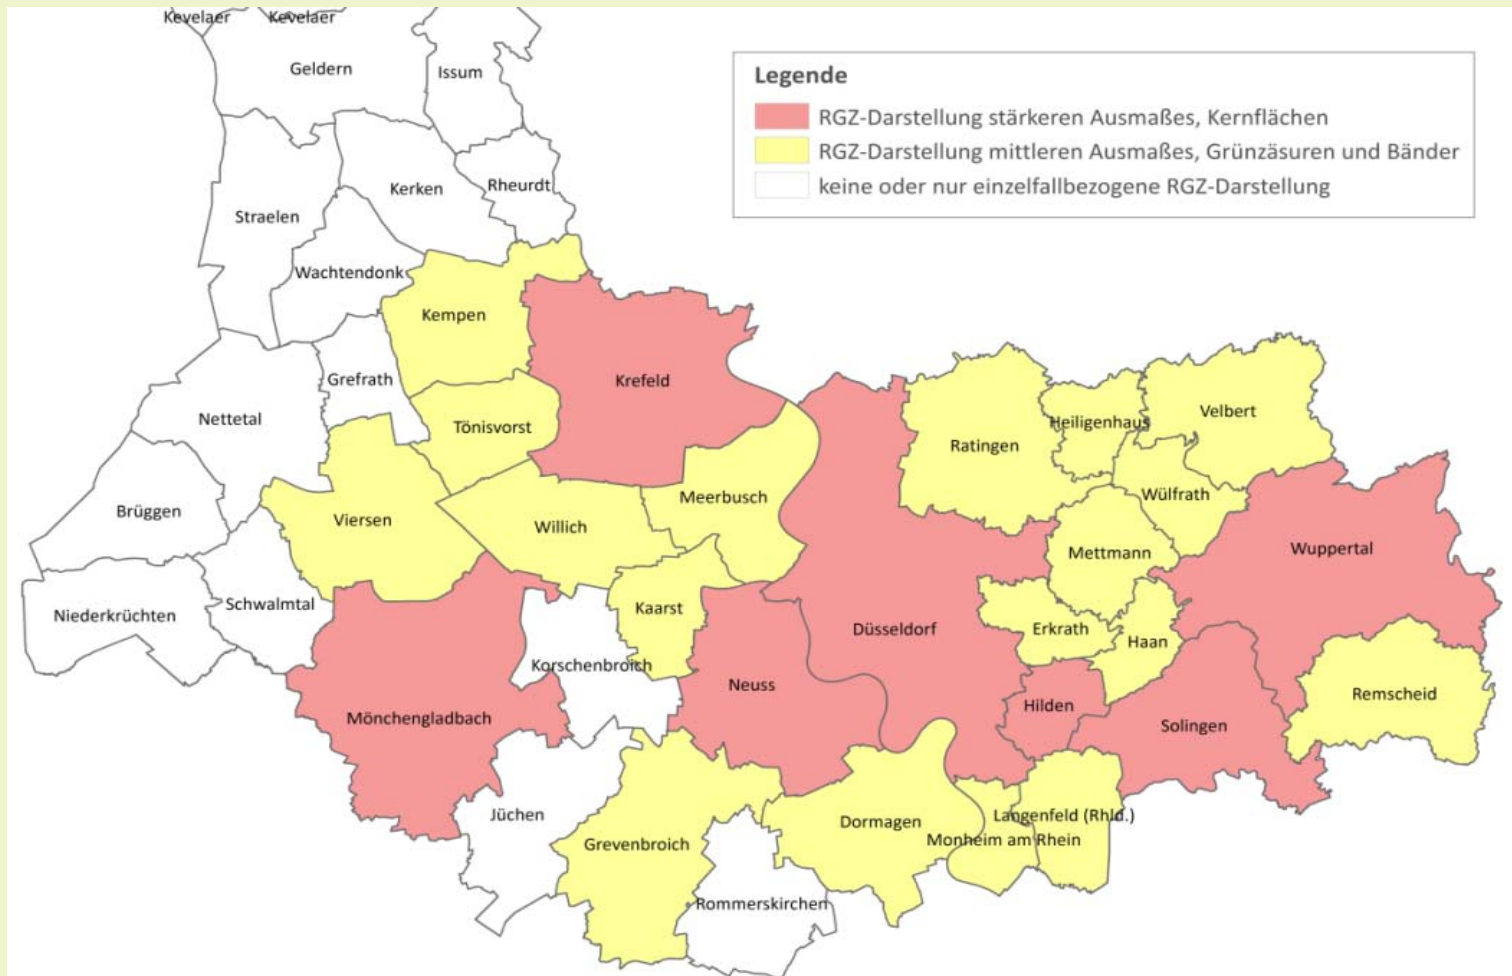 Kevelaer
Kevelaer
Geldern
Issum
Legende
RGZ-Darstellung stärkeren Ausmaßes, Kernflächen
RGZ-Darstellung mittleren Ausmaßes, Grünzäsuren und Bänder
keine oder nur einzelfallbezogene RGZ-Darstellung
Kerken
Rheurdt
Straelen
Wachtendonk
Kempen
Krefeld
Grefrath
Nettetal
Tönisvorst
Ratingen
Heiligenhaus
Velbert
Brüggen
Viersen
Willich
Meerbusch
Wülfrath
Mettmann
Wuppertal
Niederkrüchten
Schwalmtal
Kaarst
Düsseldorf
Erkrath
Haan
Korschenbroich
Neuss
Mönchengladbach
Hilden
Solingen
Remscheid
Jüchen
Grevenbroich
Dormagen
Langenfeld (Rhld.)
Monheim am Rhein
Rommerskirchen